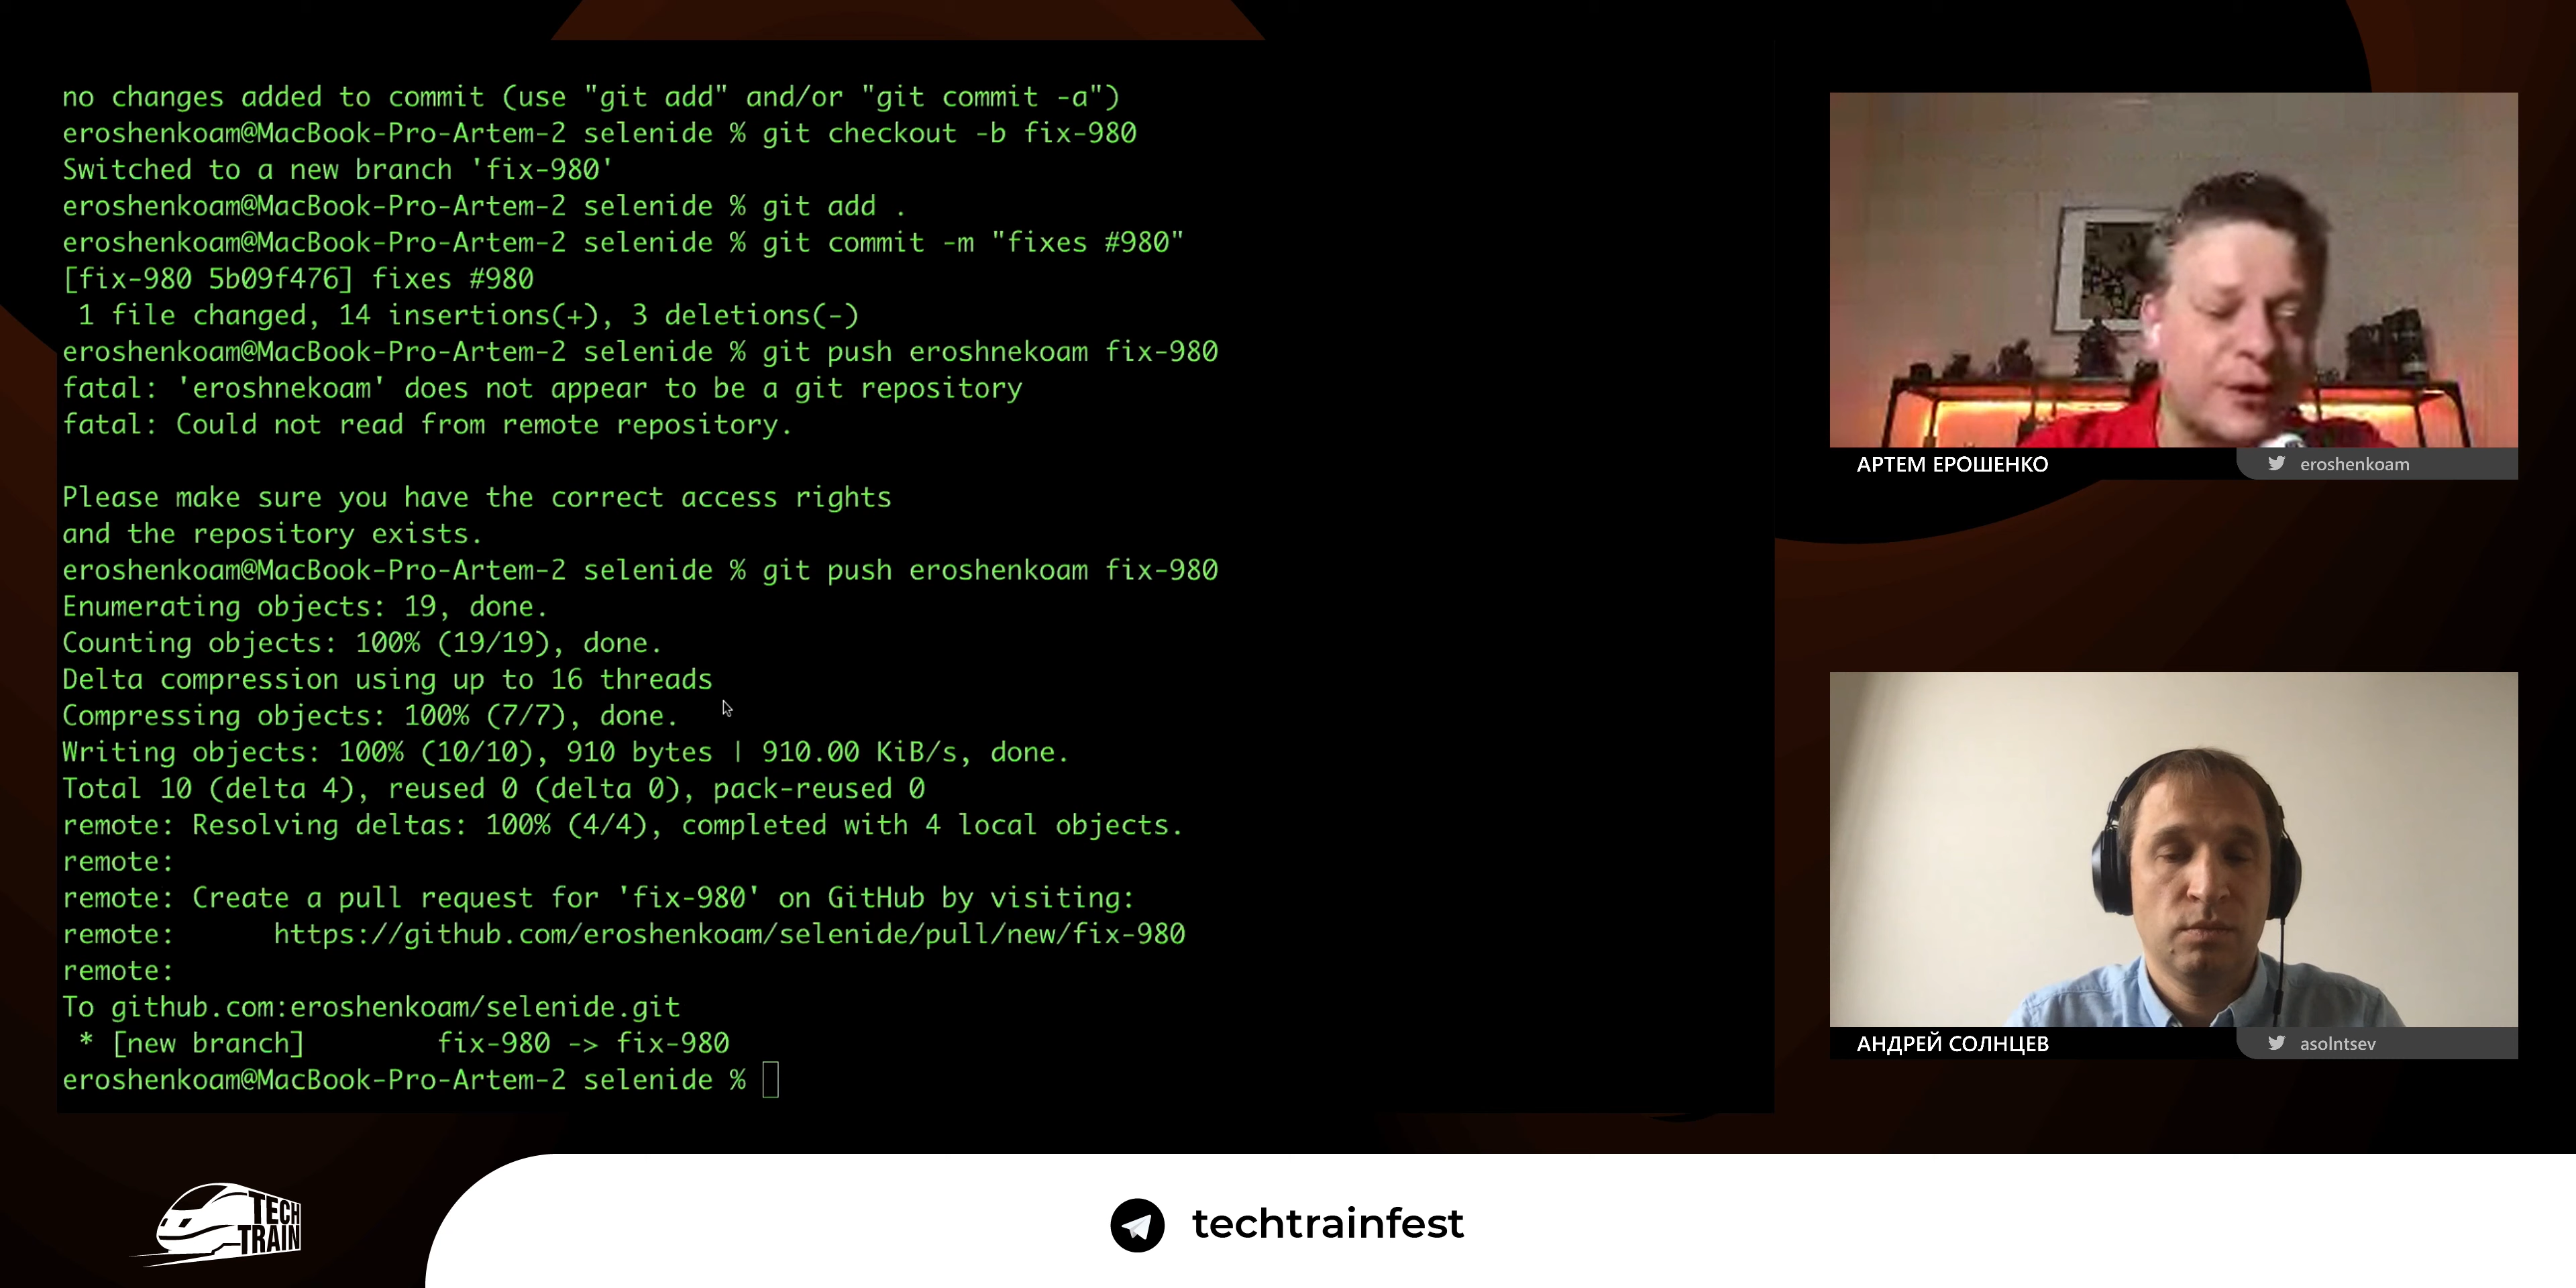 no changes added to commit (use "git add" and/or "git commit -a")
eroshenkoam@MacBook-Pro-Artem-2 selenide % git checkout -b fix-980
Switched to a new branch 'fix-980'
eroshenkoam@MacBook-Pro-Artem-2 selenide % git add .
eroshenkoam@MacBook-Pro-Artem-2 selenide % git commit -m "fixes #980"
[fix-980 5b09f476] fixes #980
 1 file changed, 14 insertions(+), 3 deletions(-)
eroshenkoam@MacBook-Pro-Artem-2 selenide % git push eroshnekoam fix-980
fatal: 'eroshnekoam' does not appear to be a git repository
fatal: Could not read from remote repository.

Please make sure you have the correct access rights
and the repository exists.
eroshenkoam@MacBook-Pro-Artem-2 selenide % git push eroshenkoam fix-980
Enumerating objects: 19, done.
Counting objects: 100% (19/19), done.
Delta compression using up to 16 threads
Compressing objects: 100% (7/7), done.
Writing objects: 100% (10/10), 910 bytes | 910.00 KiB/s, done.
Total 10 (delta 4), reused 0 (delta 0), pack-reused 0
remote: Resolving deltas: 100% (4/4), completed with 4 local objects.
remote:
remote: Create a pull request for 'fix-980' on GitHub by visiting:
remote:      https://github.com/eroshenkoam/selenide/pull/new/fix-980
remote:
To github.com:eroshenkoam/selenide.git
 * [new branch]        fix-980 -> fix-980
eroshenkoam@MacBook-Pro-Artem-2 selenide %
АРТЕМ ЕРОШЕНКО
eroshenkoam
АНДРЕЙ СОЛНЦЕВ
asolntsev
TECH
TRAIN
techtrainfest